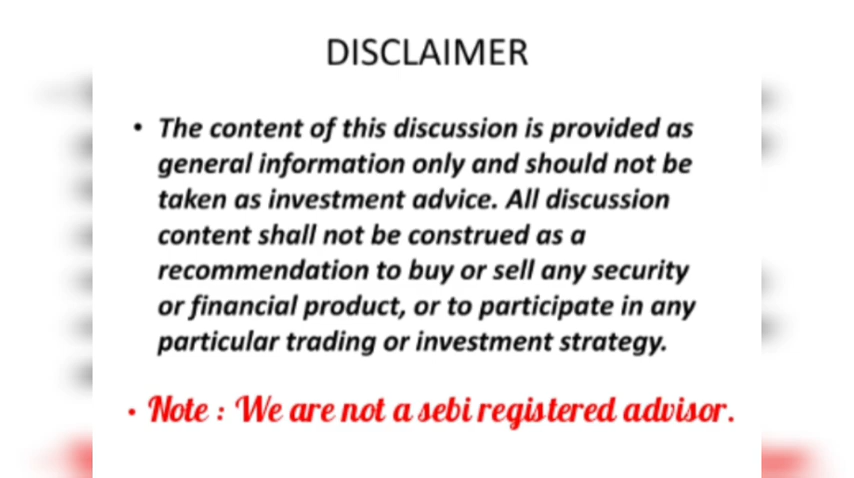 DISCLAIMER
• The content of this discussion is provided as
general information only and should not be
taken as investment advice. All discussion
content shall not be construed as a
recommendation to buy or sell any security
or financial product, or to participate in any
particular trading or investment strategy.
• Note : We are not a sebi registered advisor.